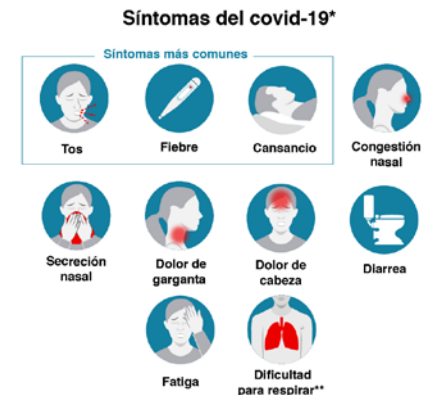 Síntomas del covid-19*
Síntomas más comunes
Tos
Fiebre
Cansancio
Congestión
nasal
Secreción
nasal
Dolor de
garganta
Dolor de
cabeza
Diarrea
Fatiga
Dificultad
para respirar**